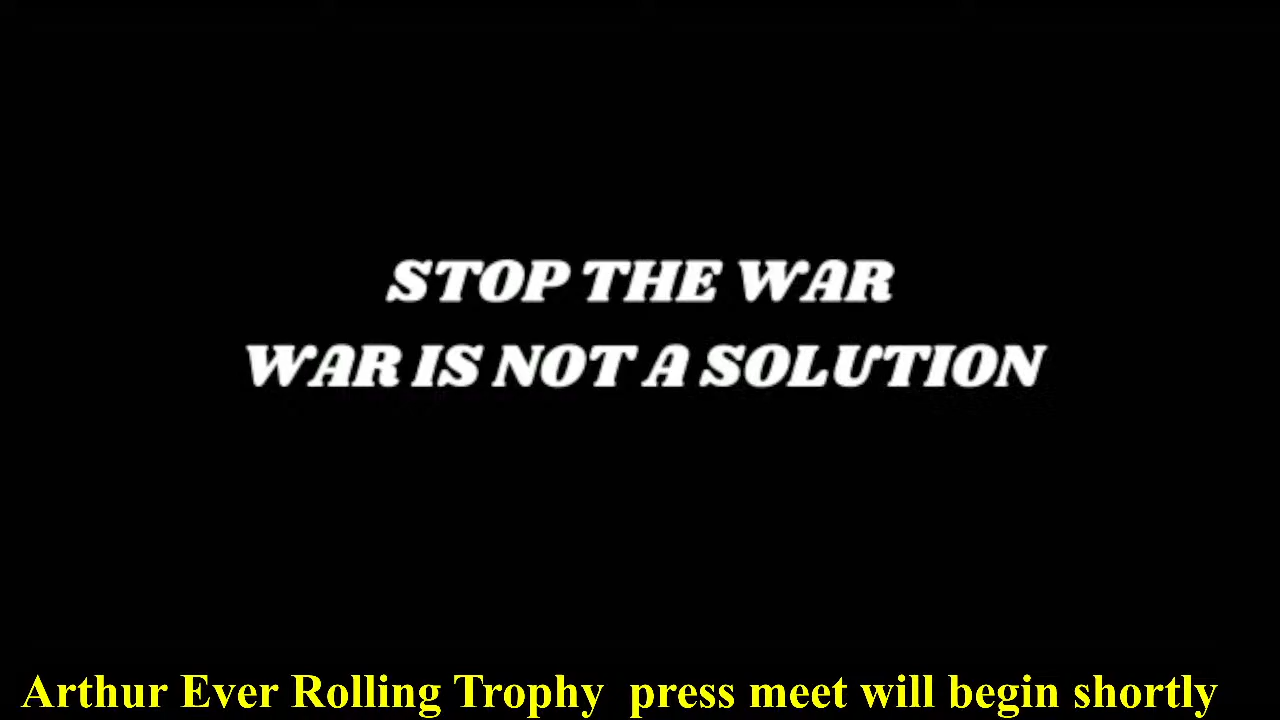 STOP THE WAR
WAR IS NOT A SOLUTION
Arthur Ever Rolling Trophy  press meet will begin shortly